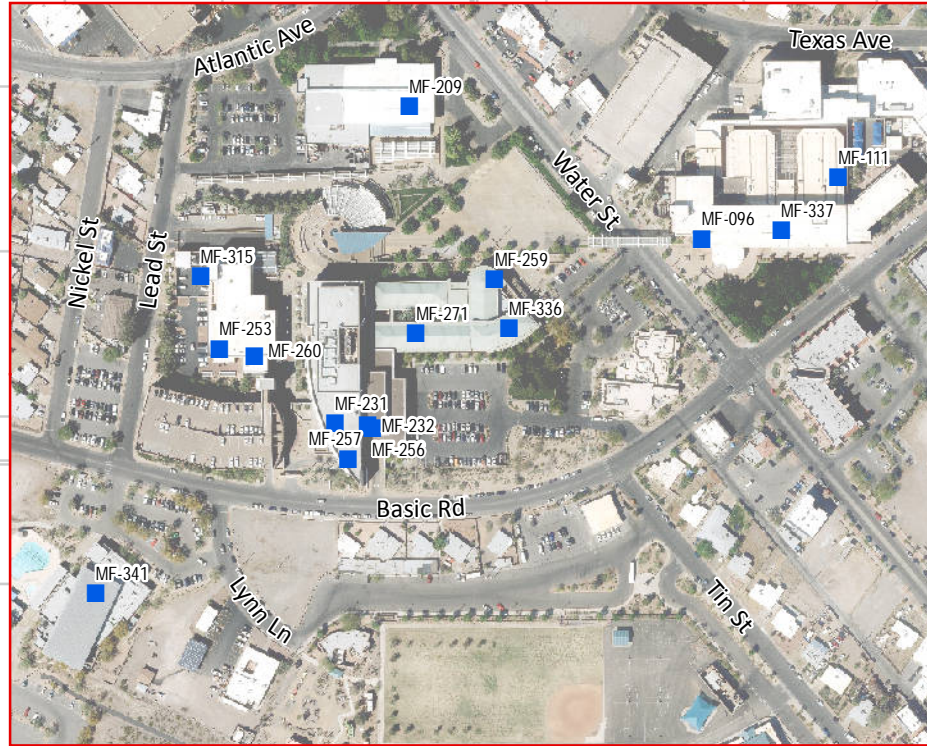 Atlantic Ave
Texas Ave
MF-209
Water St
MF-111
MF-096
MF-337
Nickel St
Lead St
MF-315
MF-259
MF-271
MF-336
MF-253
MF-260
MF-231
MF-232
MF-257
MF-256
Basic Rd
MF-341
Lynn Ln
Tin St